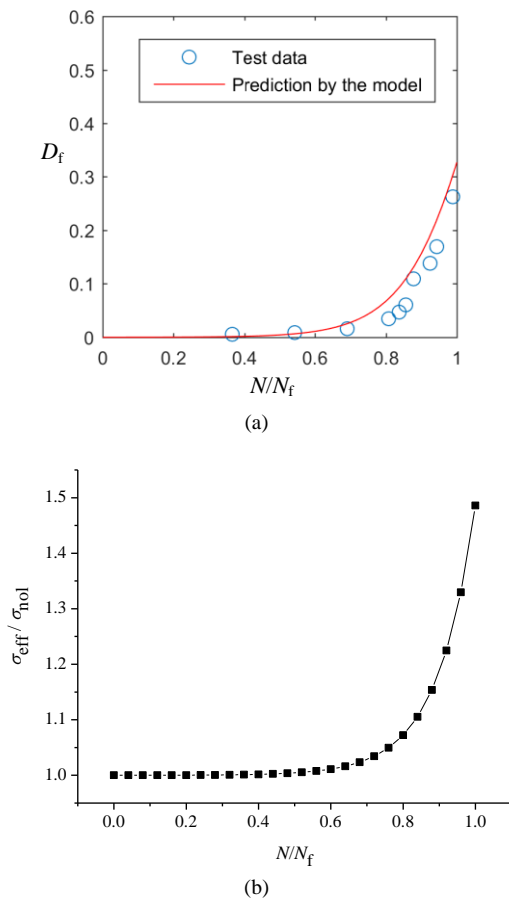 0.6
Test data
Prediction by the model
0.5
0.4
D_f
0.3
0.2
0.1
0
0 0.2 0.4 0.6 0.8 1
N/N_f
(a)
1.5
1.4
1.3
σ_eff / σ_nol
1.2
1.1
1.0
0.0 0.2 0.4 0.6 0.8 1.0
N/N_f
(b)